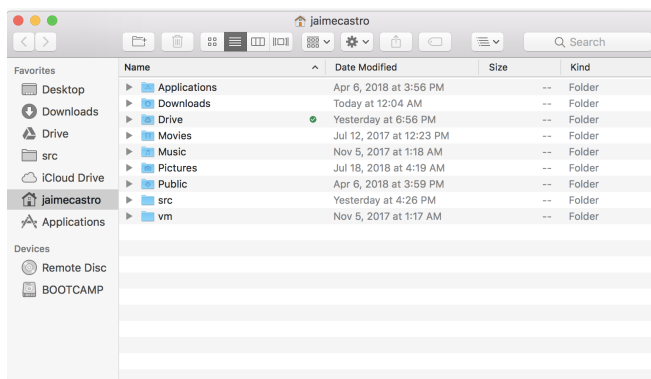 jaimecastro
Search
Favorites
Desktop
Downloads
Drive
src
iCloud Drive
jaimecastro
Applications
Devices
Remote Disc
BOOTCAMP
Name Date Modified Size Kind
Applications Apr 6, 2018 at 3:56 PM -- Folder
Downloads Today at 12:04 AM -- Folder
Drive Yesterday at 6:56 PM -- Folder
Movies Jul 12, 2017 at 12:23 PM -- Folder
Music Nov 5, 2017 at 1:18 AM -- Folder
Pictures Jul 18, 2018 at 4:19 AM -- Folder
Public Apr 6, 2018 at 3:59 PM -- Folder
src Yesterday at 4:26 PM -- Folder
vm Nov 5, 2017 at 1:17 AM -- Folder